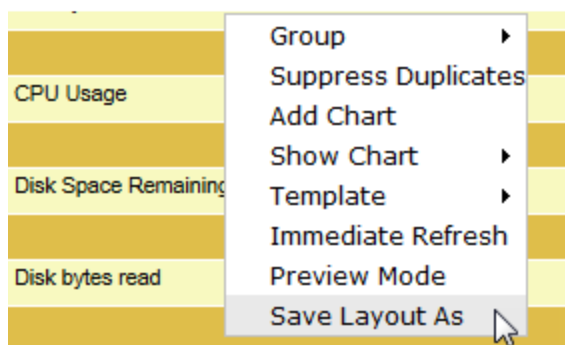 Group
Suppress Duplicates
CPU Usage
Add Chart
Show Chart
Disk Space Remaining
Template
Immediate Refresh
Disk bytes read
Preview Mode
Save Layout As